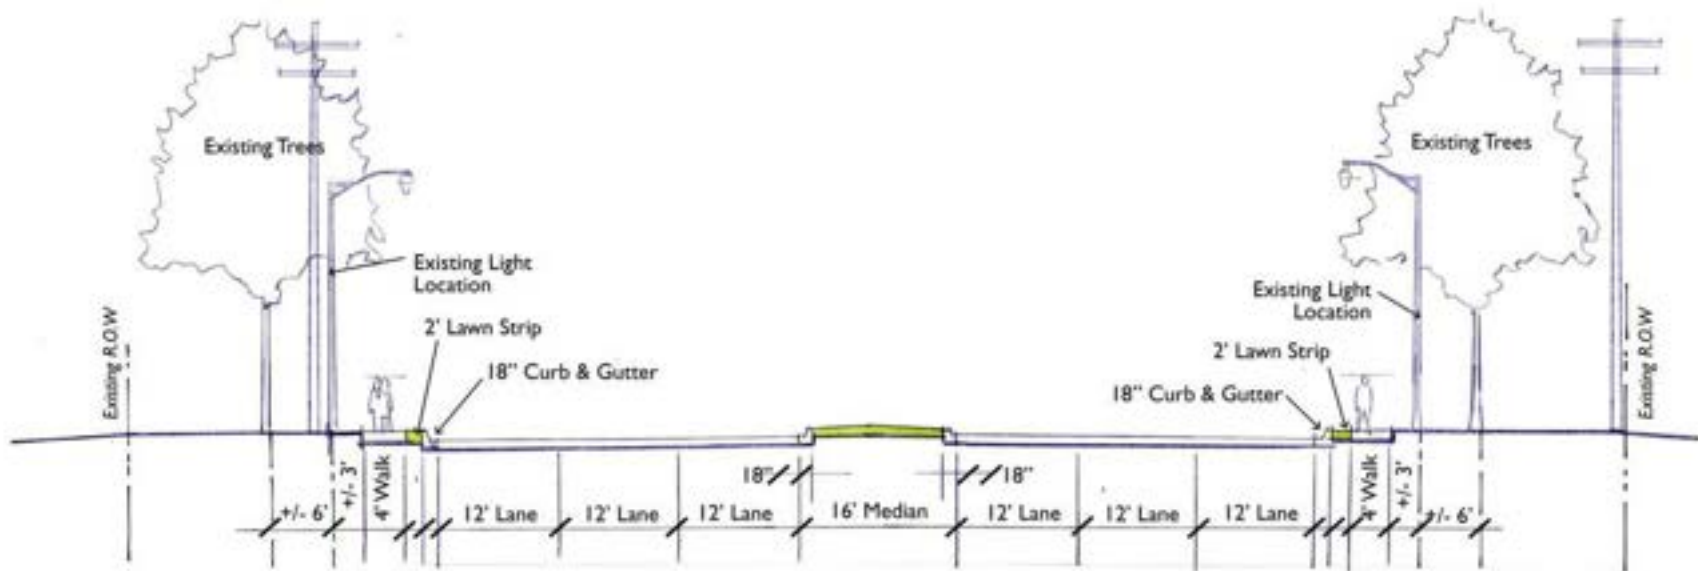 Existing Trees
Existing Trees
Existing Light
Location
Existing Light
Location
2' Lawn Strip
2' Lawn Strip
18" Curb & Gutter
18" Curb & Gutter
Existing R.O.W
Existing R.O.W
18"
18"
+/- 6'
+/- 3'
4' Walk
12' Lane
12' Lane
12' Lane
16' Median
12' Lane
12' Lane
12' Lane
4' Walk
+/- 3'
+/- 6'